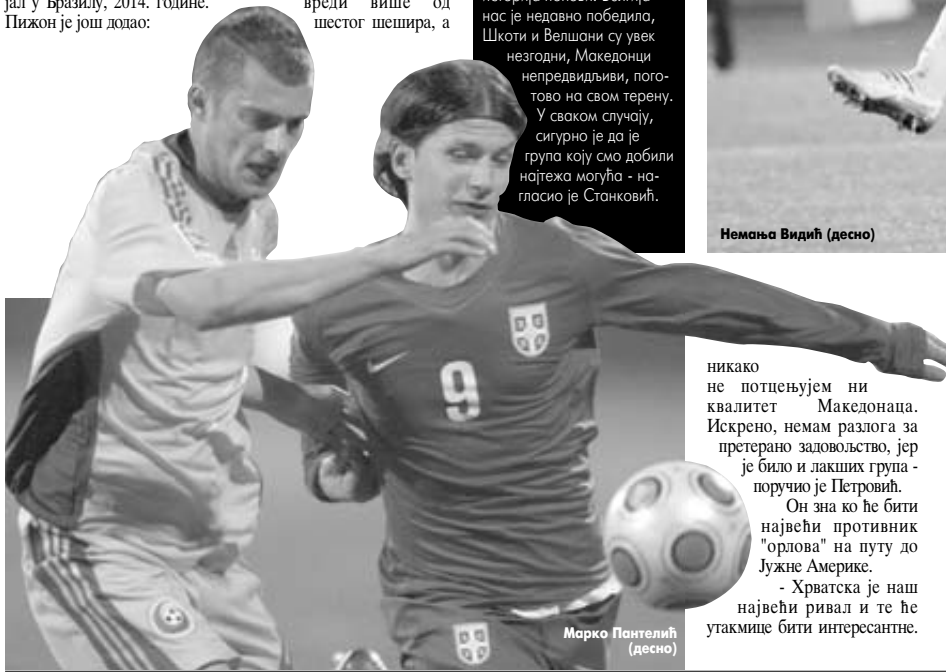 јал у Бразилу, 2014. године.
Пижон је још додао:
вреди више од
шестог шешира, а
нас је недавно победила,
Шкоти и Велшани су увек
незгодни, Македонци
непредвидљиви, пого-
тово на свом терену.
У сваком случају,
сигурно је да је
група коју смо добили
најтежа могућа - на-
гласио је Станковић.
Немања Видић (десно)
9
Марко Пантелић
(десно)
никако
не потцењујем ни
квалитет Македонаца.
Искрено, немам разлога за
претерано задовољство, јер
је било и лакших група -
поручио је Петровић.
Он зна ко ће бити
највећи противник
"орлова" на путу до
Јужне Америке.
- Хрватска је наш
највећи ривал и те ће
утакмице бити интересантне.